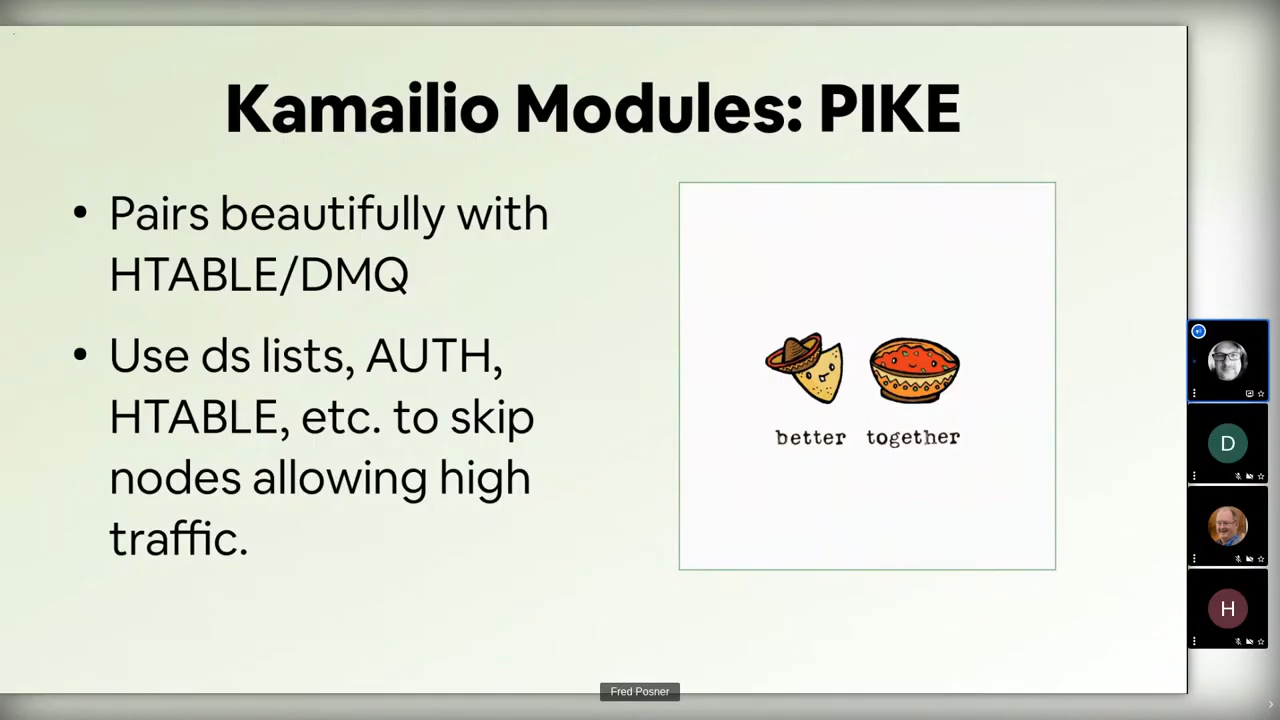 Kamailio Modules: PIKE
• Pairs beautifully with
HTABLE/DMQ
• Use ds lists, AUTH,
HTABLE, etc. to skip
nodes allowing high
traffic.
better together
D
H
Fred Posner